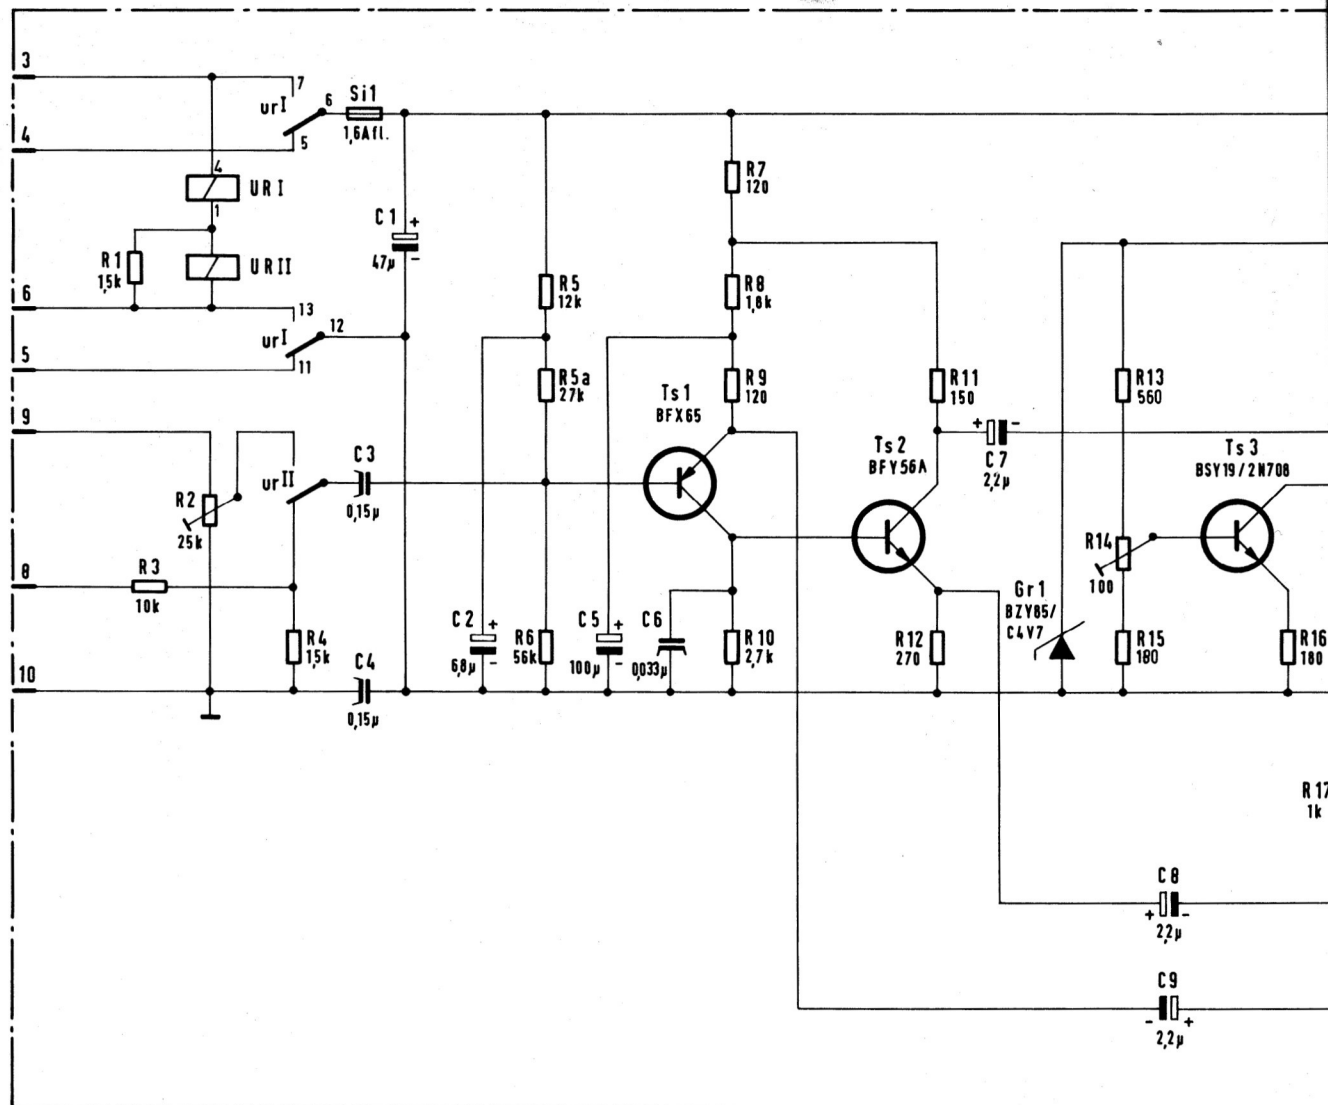 3
7
urI
6
Si1
1,6Afl.
4
5
4
URI
1
R1
1,5k
URII
C1
+
-
47µ
6
13
12
urI
5
11
R5
12k
R5a
27k
R7
120
R8
1,8k
R9
120
Ts1
BFX65
R11
150
+ -
C7
2,2µ
Ts2
BFY56A
R13
560
Ts3
BSY19/2N708
9
urII
C3
0,15µ
R2
25k
R14
100
8
R3
10k
R4
1,5k
C2
+
-
6,8µ
R6
56k
C5
+
-
100µ
C6
0,033µ
R10
2,7k
R12
270
Gr1
BZY85/
C4V7
R15
180
R16
180
10
C4
0,15µ
R17
1k
C8
+ -
2,2µ
C9
- +
2,2µ